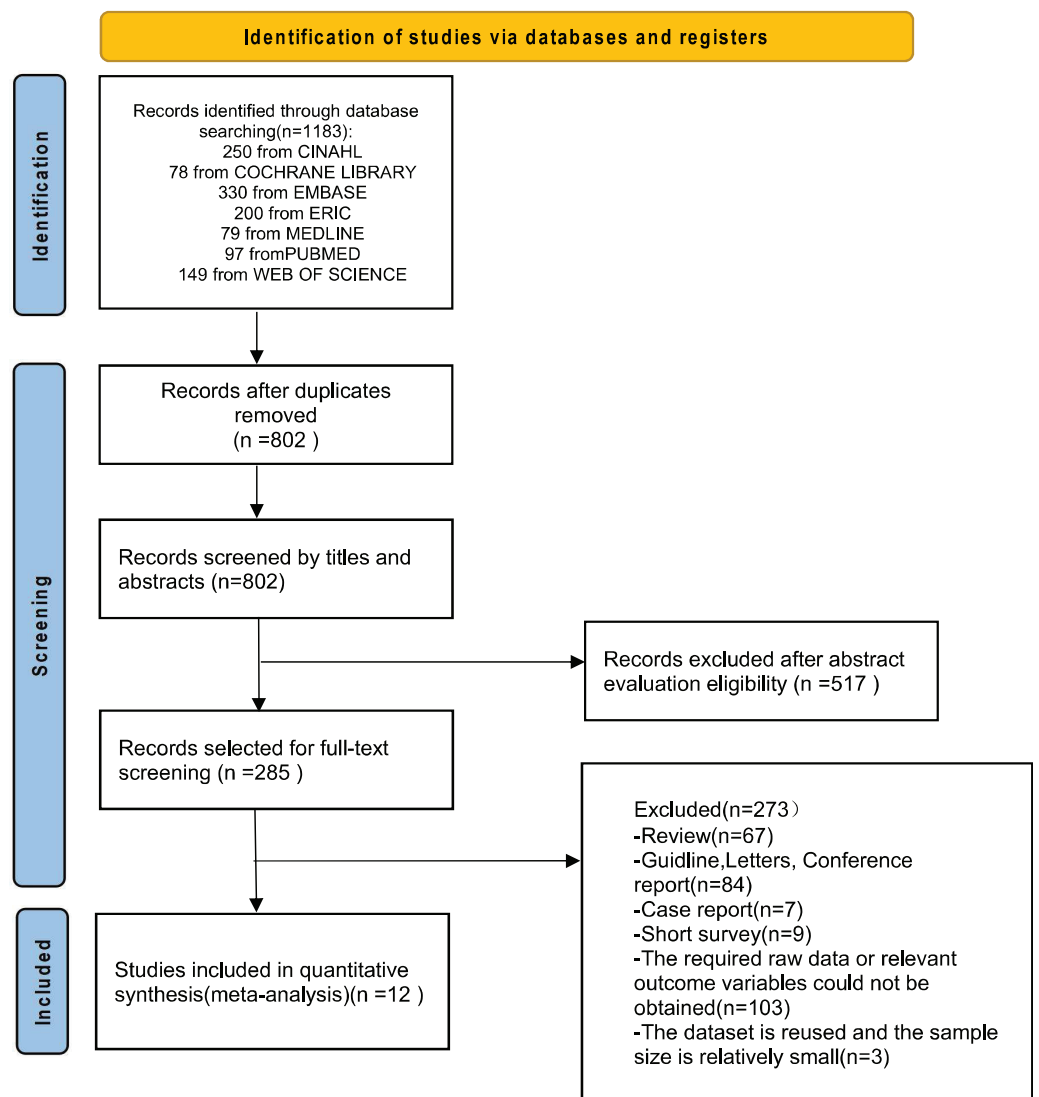 Identification of studies via databases and registers
Identification
Records identified through database
searching(n=1183):
250 from CINAHL
78 from COCHRANE LIBRARY
330 from EMBASE
200 from ERIC
79 from MEDLINE
97 fromPUBMED
149 from WEB OF SCIENCE
Screening
Records after duplicates
removed
(n =802 )
Records screened by titles and
abstracts (n=802)
Records excluded after abstract
evaluation eligibility (n =517 )
Records selected for full-text
screening (n =285 )
Excluded(n=273）
-Review(n=67)
-Guidline,Letters, Conference
report(n=84)
-Case report(n=7)
-Short survey(n=9)
-The required raw data or relevant
outcome variables could not be
obtained(n=103)
-The dataset is reused and the sample
size is relatively small(n=3)
Included
Studies included in quantitative
synthesis(meta-analysis)(n =12 )